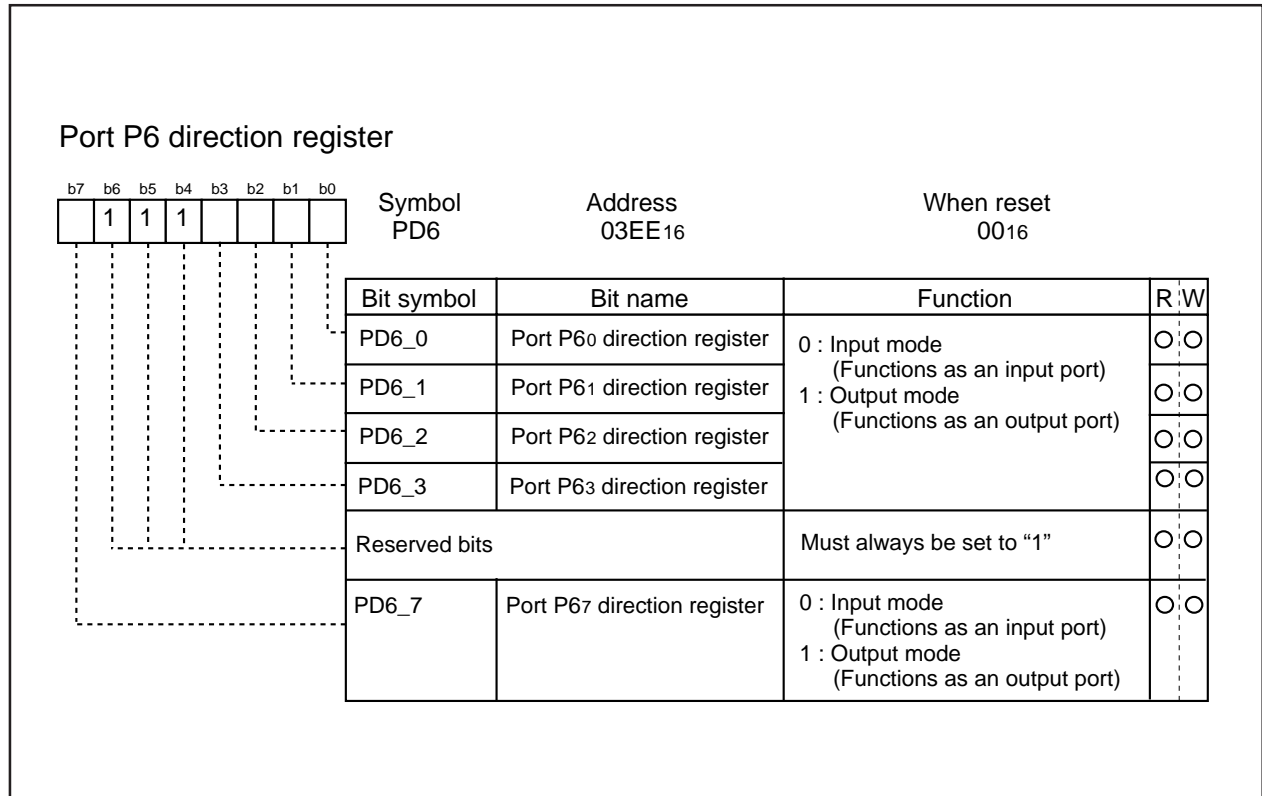 Port P6 direction register
b7 b6 b5 b4 b3 b2 b1 b0
1 1 1
Symbol Address When reset
PD6 03EE16 0016
Bit symbol Bit name Function R W
PD6_0 Port P60 direction register 0 : Input mode
(Functions as an input port)
PD6_1 Port P61 direction register 1 : Output mode
(Functions as an output port)
PD6_2 Port P62 direction register
PD6_3 Port P63 direction register
Reserved bits Must always be set to “1”
PD6_7 Port P67 direction register 0 : Input mode
(Functions as an input port)
1 : Output mode
(Functions as an output port)